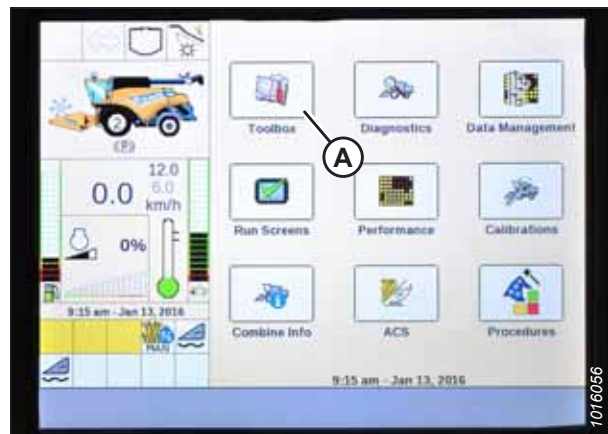 12.0
6.0
0.0 km/h
0%
2
(P)
9:15 am - Jan 13, 2016
MAN
Toolbox
Diagnostics
Data Management
A
Run Screens
Performance
Calibrations
Combine Info
ACS
Procedures
9:15 am - Jan 13, 2016
1016056